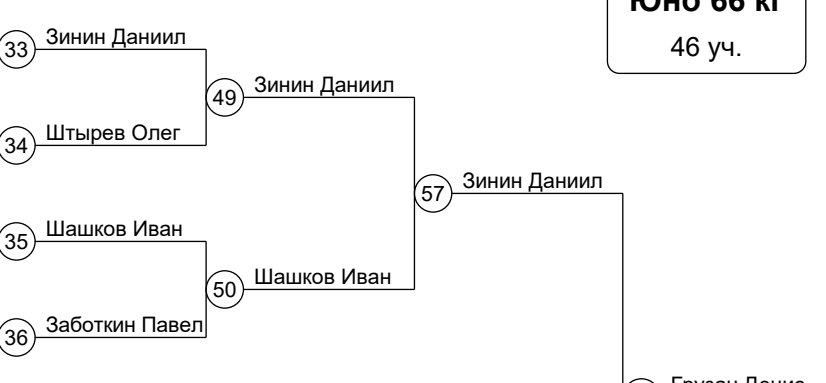 Юно 66 кг
46 уч.
33 Зинин Даниил
49 Зинин Даниил
34 Штырев Олег
57 Зинин Даниил
35 Шашков Иван
50 Шашков Иван
36 Заботкин Павел